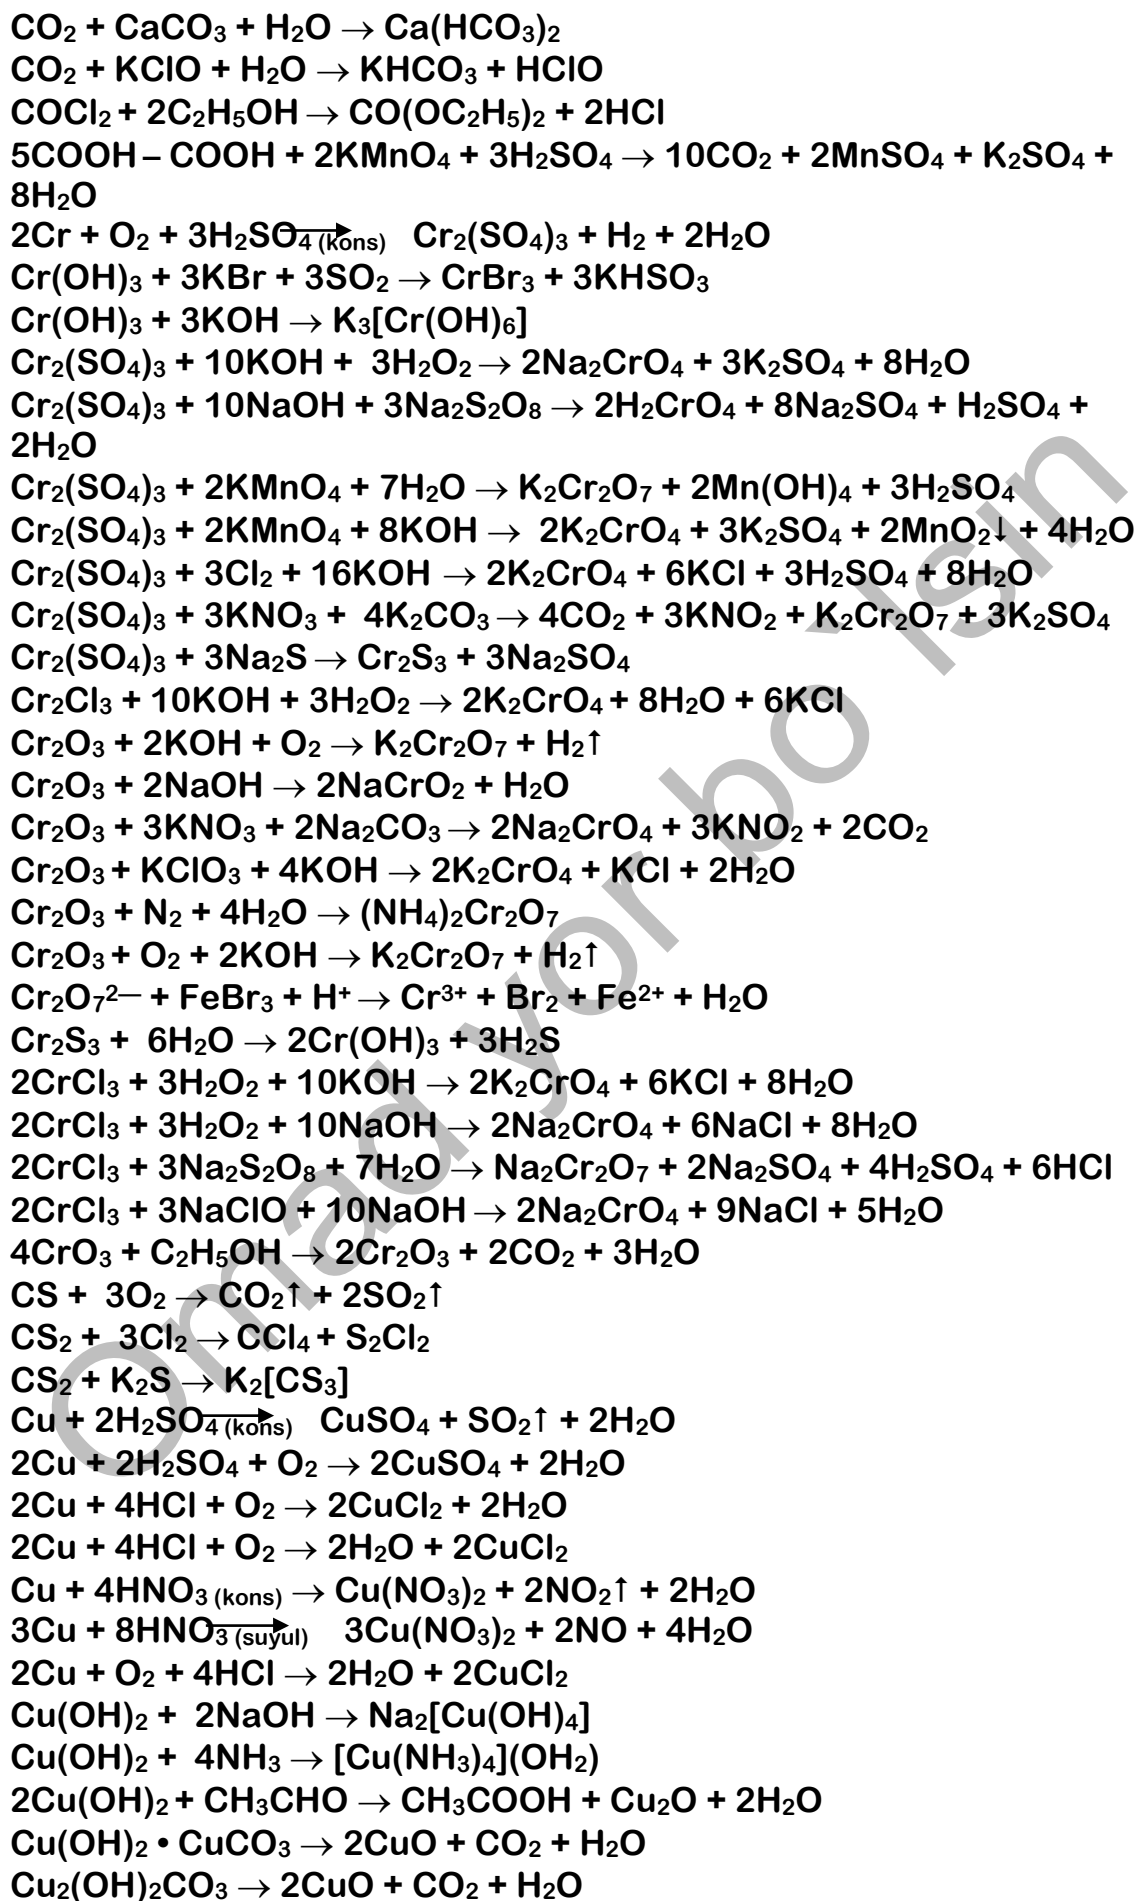 CO₂ + CaCO₃ + H₂O → Ca(HCO₃)₂
CO₂ + KClO + H₂O → KHCO₃ + HClO
COCl₂ + 2C₂H₅OH → CO(OC₂H₅)₂ + 2HCl
5COOH – COOH + 2KMnO₄ + 3H₂SO₄ → 10CO₂ + 2MnSO₄ + K₂SO₄ +
8H₂O
2Cr + O₂ + 3H₂SO₄ (kons) → Cr₂(SO₄)₃ + H₂ + 2H₂O
Cr(OH)₃ + 3KBr + 3SO₂ → CrBr₃ + 3KHSO₃
Cr(OH)₃ + 3KOH → K₃[Cr(OH)₆]
Cr₂(SO₄)₃ + 10KOH + 3H₂O₂ → 2Na₂CrO₄ + 3K₂SO₄ + 8H₂O
Cr₂(SO₄)₃ + 10NaOH + 3Na₂S₂O₈ → 2H₂CrO₄ + 8Na₂SO₄ + H₂SO₄ +
2H₂O
Cr₂(SO₄)₃ + 2KMnO₄ + 7H₂O → K₂Cr₂O₇ + 2Mn(OH)₄ + 3H₂SO₄
Cr₂(SO₄)₃ + 2KMnO₄ + 8KOH → 2K₂CrO₄ + 3K₂SO₄ + 2MnO₂↓ + 4H₂O
Cr₂(SO₄)₃ + 3Cl₂ + 16KOH → 2K₂CrO₄ + 6KCl + 3H₂SO₄ + 8H₂O
Cr₂(SO₄)₃ + 3KNO₃ + 4K₂CO₃ → 4CO₂ + 3KNO₂ + K₂Cr₂O₇ + 3K₂SO₄
Cr₂(SO₄)₃ + 3Na₂S → Cr₂S₃ + 3Na₂SO₄
Cr₂Cl₃ + 10KOH + 3H₂O₂ → 2K₂CrO₄ + 8H₂O + 6KCl
Cr₂O₃ + 2KOH + O₂ → K₂Cr₂O₇ + H₂↑
Cr₂O₃ + 2NaOH → 2NaCrO₂ + H₂O
Cr₂O₃ + 3KNO₃ + 2Na₂CO₃ → 2Na₂CrO₄ + 3KNO₂ + 2CO₂
Cr₂O₃ + KClO₃ + 4KOH → 2K₂CrO₄ + KCl + 2H₂O
Cr₂O₃ + N₂ + 4H₂O → (NH₄)₂Cr₂O₇
Cr₂O₃ + O₂ + 2KOH → K₂Cr₂O₇ + H₂↑
Cr₂O₇²⁻ + FeBr₃ + H⁺ → Cr³⁺ + Br₂ + Fe²⁺ + H₂O
Cr₂S₃ + 6H₂O → 2Cr(OH)₃ + 3H₂S
2CrCl₃ + 3H₂O₂ + 10KOH → 2K₂CrO₄ + 6KCl + 8H₂O
2CrCl₃ + 3H₂O₂ + 10NaOH → 2Na₂CrO₄ + 6NaCl + 8H₂O
2CrCl₃ + 3Na₂S₂O₈ + 7H₂O → Na₂Cr₂O₇ + 2Na₂SO₄ + 4H₂SO₄ + 6HCl
2CrCl₃ + 3NaClO + 10NaOH → 2Na₂CrO₄ + 9NaCl + 5H₂O
4CrO₃ + C₂H₅OH → 2Cr₂O₃ + 2CO₂ + 3H₂O
CS + 3O₂ → CO₂↑ + 2SO₂↑
CS₂ + 3Cl₂ → CCl₄ + S₂Cl₂
CS₂ + K₂S → K₂[CS₃]
Cu + 2H₂SO₄ (kons) → CuSO₄ + SO₂↑ + 2H₂O
2Cu + 2H₂SO₄ + O₂ → 2CuSO₄ + 2H₂O
2Cu + 4HCl + O₂ → 2CuCl₂ + 2H₂O
2Cu + 4HCl + O₂ → 2H₂O + 2CuCl₂
Cu + 4HNO₃ (kons) → Cu(NO₃)₂ + 2NO₂↑ + 2H₂O
3Cu + 8HNO₃ (suyul) → 3Cu(NO₃)₂ + 2NO + 4H₂O
2Cu + O₂ + 4HCl → 2H₂O + 2CuCl₂
Cu(OH)₂ + 2NaOH → Na₂[Cu(OH)₄]
Cu(OH)₂ + 4NH₃ → [Cu(NH₃)₄](OH₂)
2Cu(OH)₂ + CH₃CHO → CH₃COOH + Cu₂O + 2H₂O
Cu(OH)₂ • CuCO₃ → 2CuO + CO₂ + H₂O
Cu₂(OH)₂CO₃ → 2CuO + CO₂ + H₂O
Omad yor bo`lsin